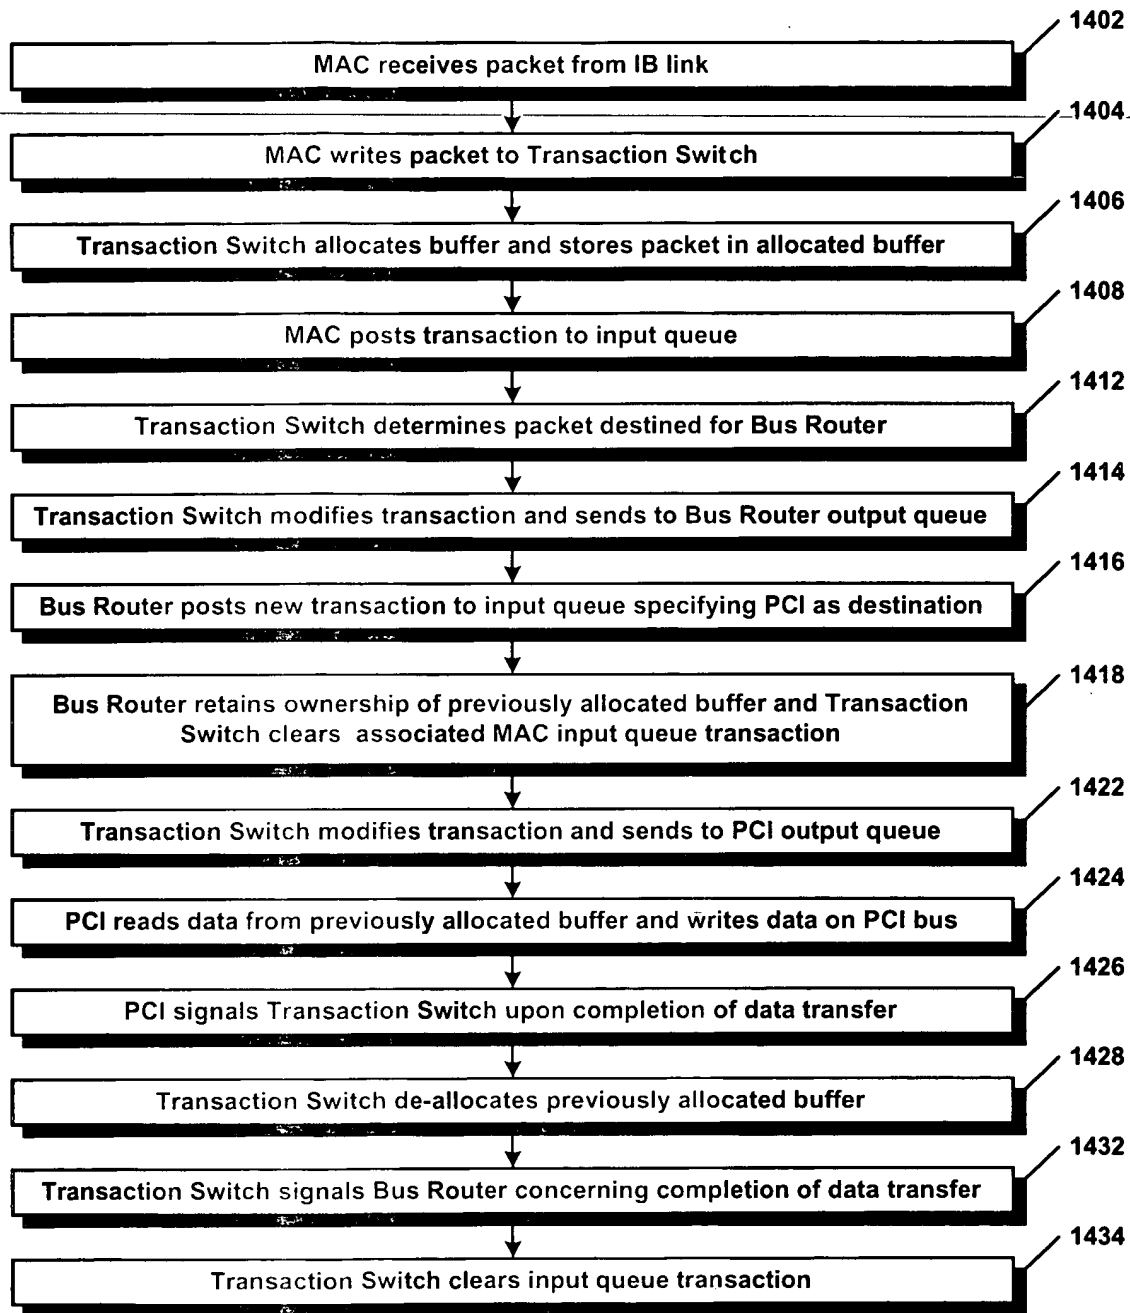 1402
MAC receives packet from IB link
1404
MAC writes packet to Transaction Switch
1406
Transaction Switch allocates buffer and stores packet in allocated buffer
1408
MAC posts transaction to input queue
1412
Transaction Switch determines packet destined for Bus Router
1414
Transaction Switch modifies transaction and sends to Bus Router output queue
1416
Bus Router posts new transaction to input queue specifying PCI as destination
1418
Bus Router retains ownership of previously allocated buffer and Transaction
Switch clears associated MAC input queue transaction
1422
Transaction Switch modifies transaction and sends to PCI output queue
1424
PCI reads data from previously allocated buffer and writes data on PCI bus
1426
PCI signals Transaction Switch upon completion of data transfer
1428
Transaction Switch de-allocates previously allocated buffer
1432
Transaction Switch signals Bus Router concerning completion of data transfer
1434
Transaction Switch clears input queue transaction